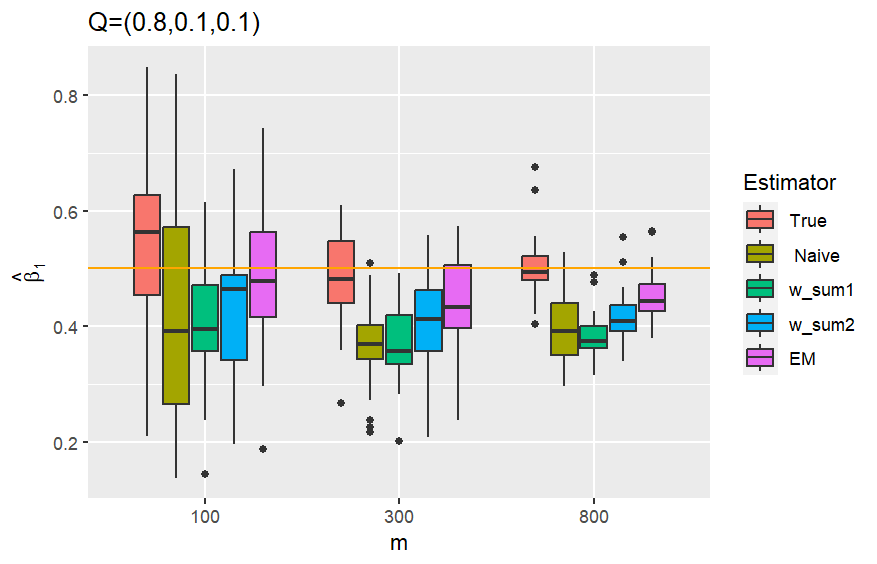 Q=(0.8,0.1,0.1)
0.8
0.6
0.4
0.2
β̂₁
100
300
800
m
Estimator
True
Naive
w_sum1
w_sum2
EM